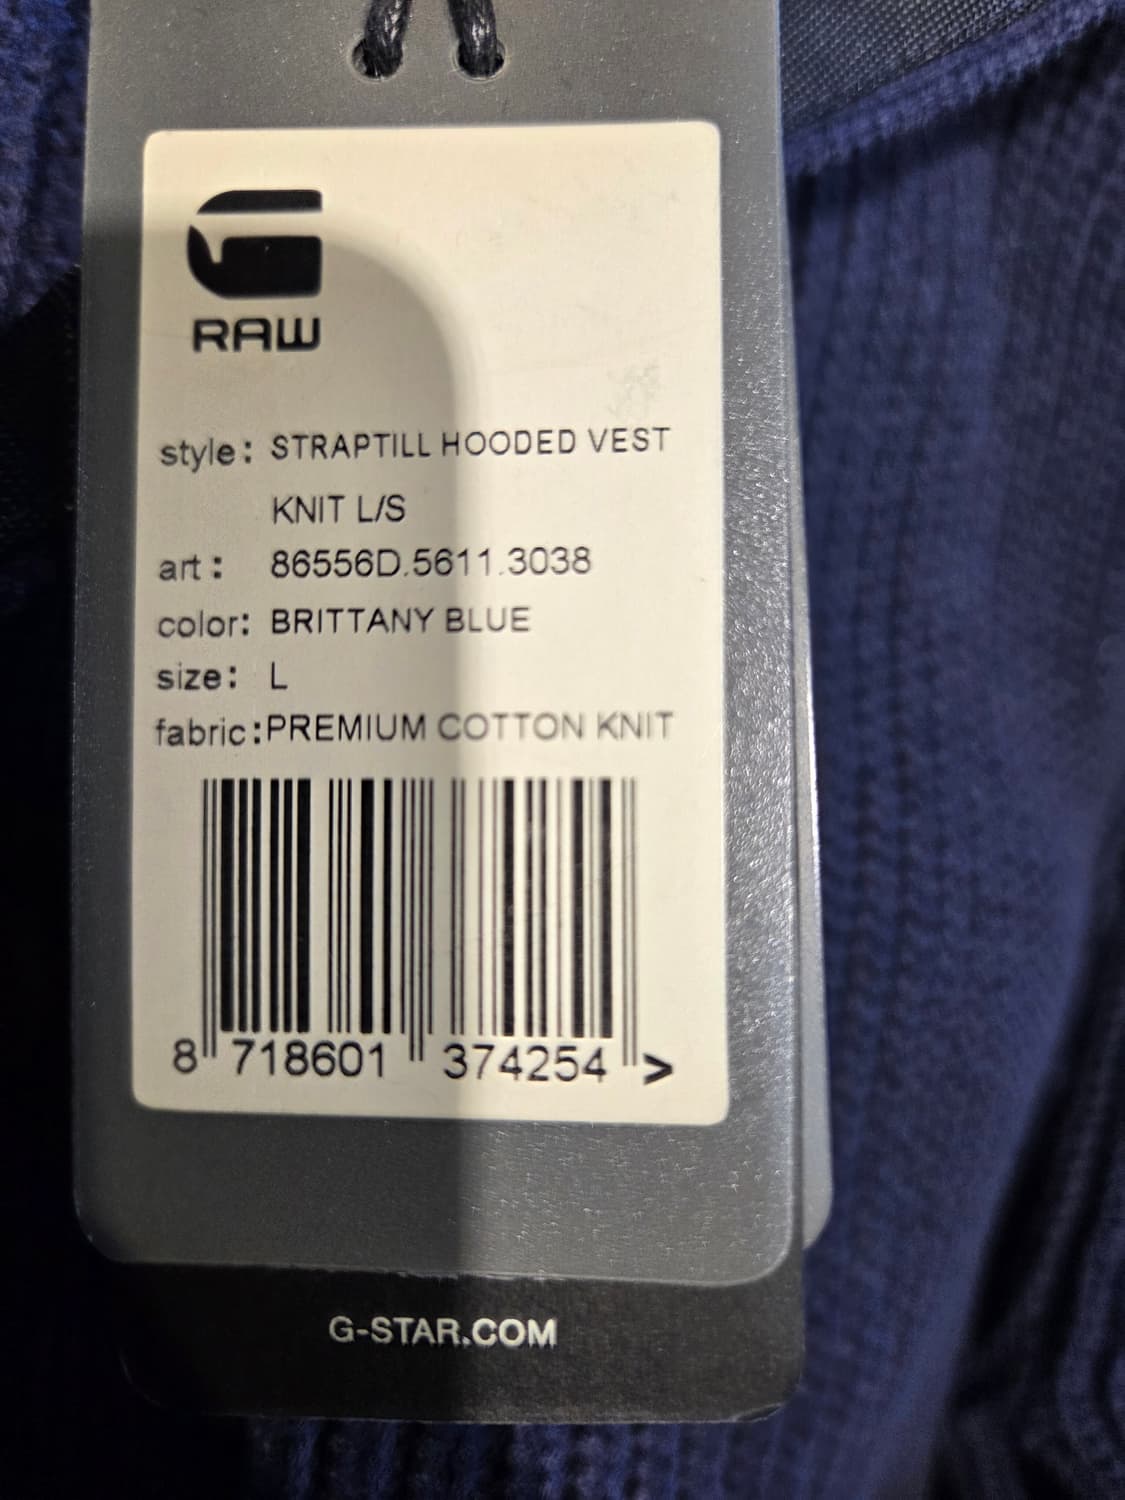 RAW
style: STRAPTILL HOODED VEST
KNIT L/S
art: 86556D.5611.3038
color: BRITTANY BLUE
size: L
fabric:PREMIUM COTTON KNIT
8 718601 374254 >
G-STAR.COM